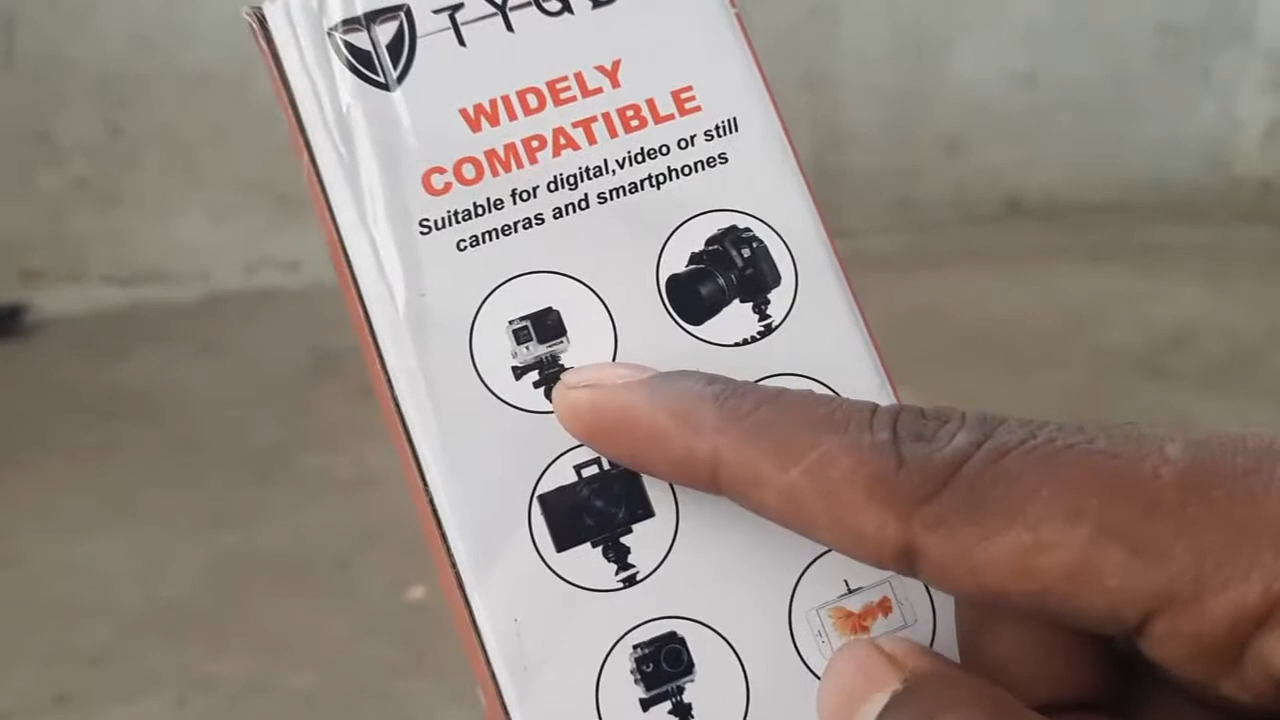 WIDELY
COMPATIBLE
Suitable for digital,video or still
cameras and smartphones